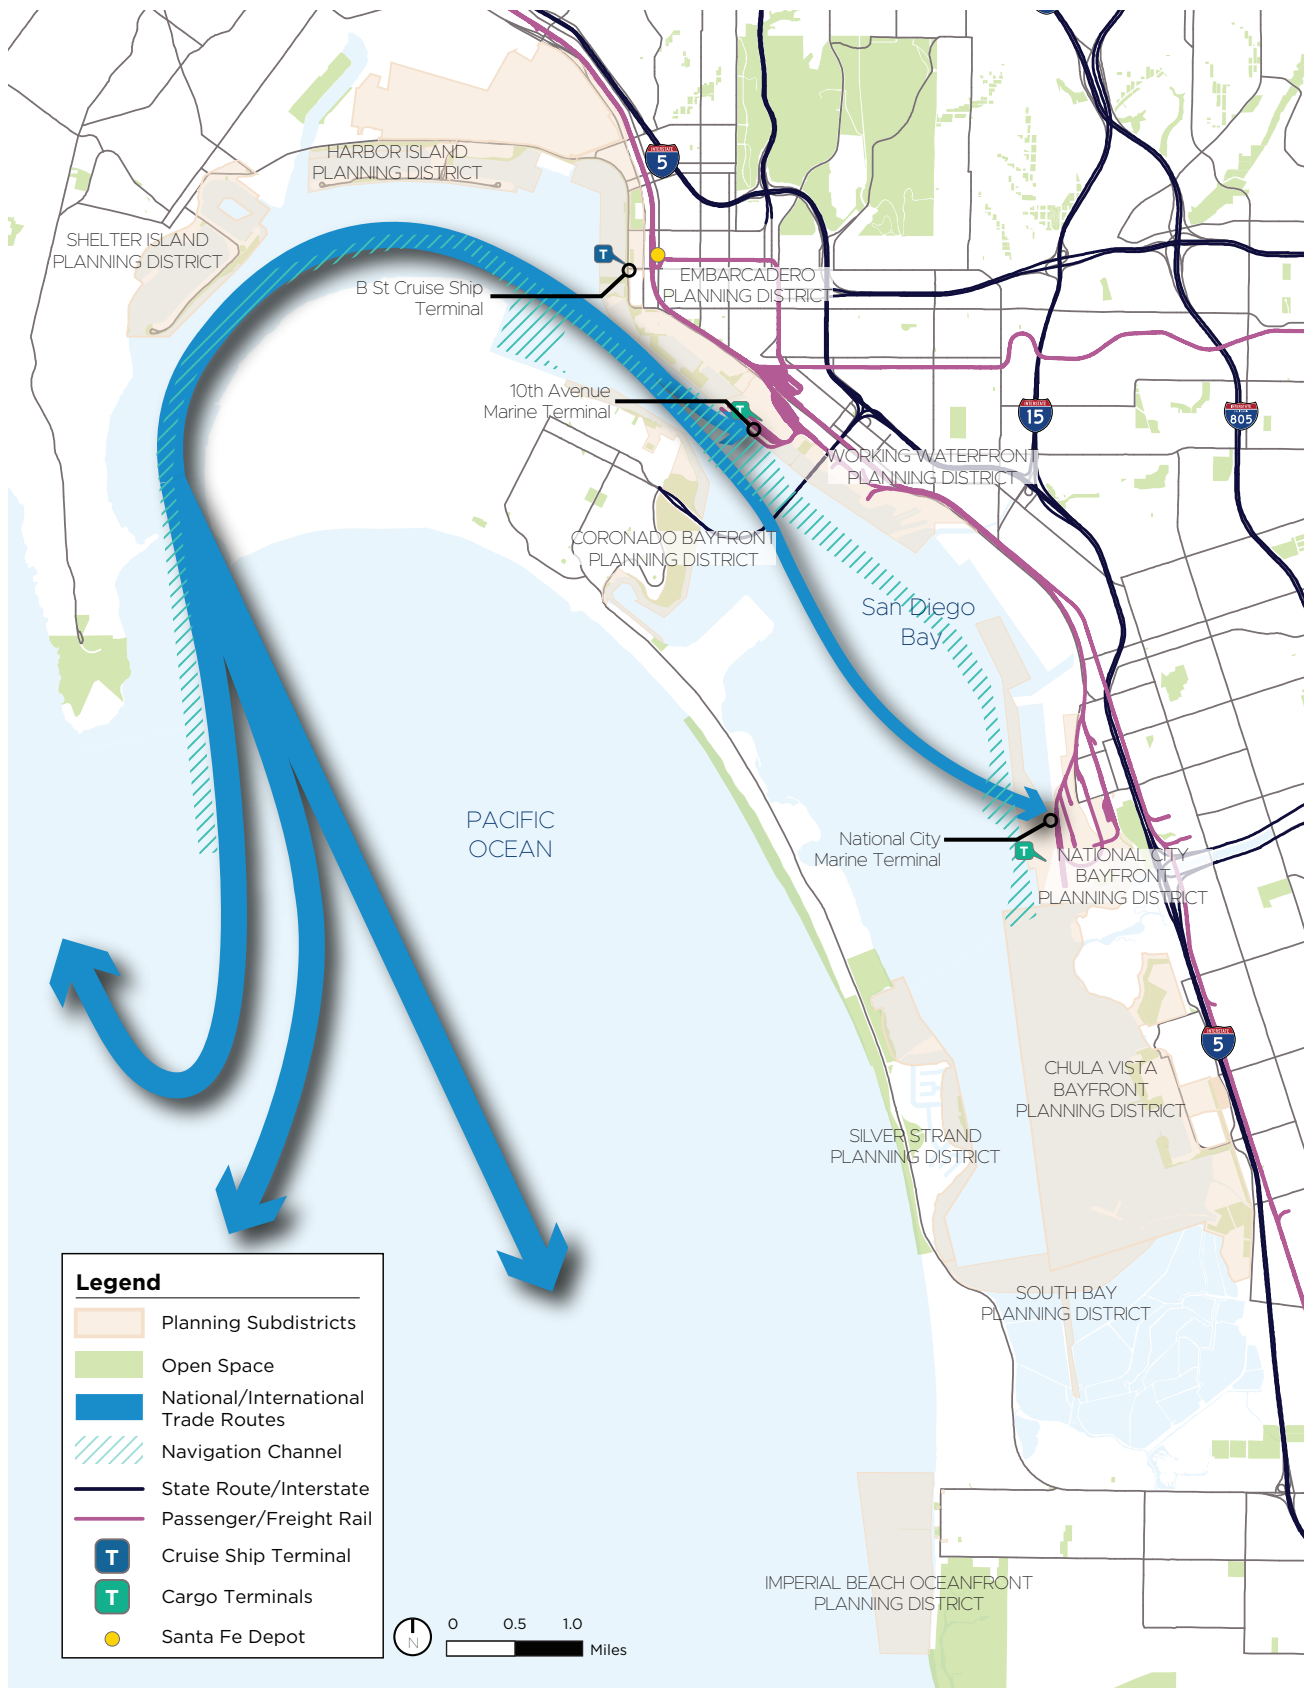 HARBOR ISLAND
PLANNING DISTRICT
INTERSTATE
5
SHELTER ISLAND
PLANNING DISTRICT
T
B St Cruise Ship
Terminal
EMBARCADERO
PLANNING DISTRICT
10th Avenue
Marine Terminal
T
INTERSTATE
15
INTERSTATE
805
WORKING WATERFRONT
PLANNING DISTRICT
CORONADO BAYFRONT
PLANNING DISTRICT
San Diego
Bay
PACIFIC
OCEAN
National City
Marine Terminal
T
NATIONAL CITY
BAYFRONT
PLANNING DISTRICT
INTERSTATE
5
CHULA VISTA
BAYFRONT
PLANNING DISTRICT
SILVER STRAND
PLANNING DISTRICT
SOUTH BAY
PLANNING DISTRICT
IMPERIAL BEACH OCEANFRONT
PLANNING DISTRICT
Legend
Planning Subdistricts
Open Space
National/International
Trade Routes
Navigation Channel
State Route/Interstate
Passenger/Freight Rail
T Cruise Ship Terminal
T Cargo Terminals
Santa Fe Depot
N
0 0.5 1.0
Miles